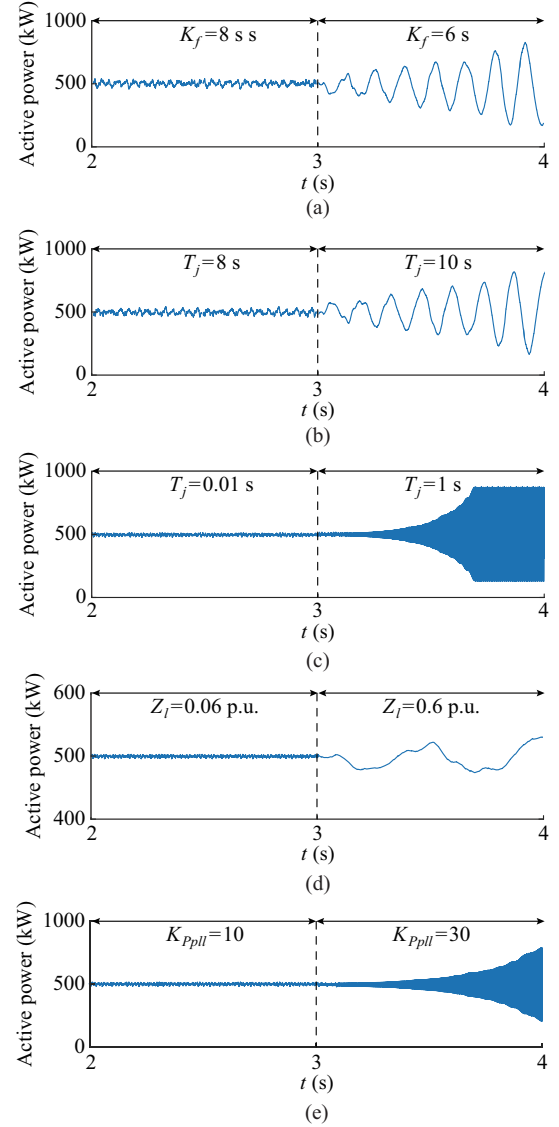 1000
K_f=8 s s K_f=6 s
500
Active power (kW)
0
2 3 4
t (s)
(a)
1000
T_j=8 s T_j=10 s
500
Active power (kW)
0
2 3 4
t (s)
(b)
1000
T_j=0.01 s T_j=1 s
500
Active power (kW)
0
2 3 4
t (s)
(c)
600
Z_l=0.06 p.u. Z_l=0.6 p.u.
500
Active power (kW)
400
2 3 4
t (s)
(d)
1000
K_Ppll=10 K_Ppll=30
500
Active power (kW)
0
2 3 4
t (s)
(e)